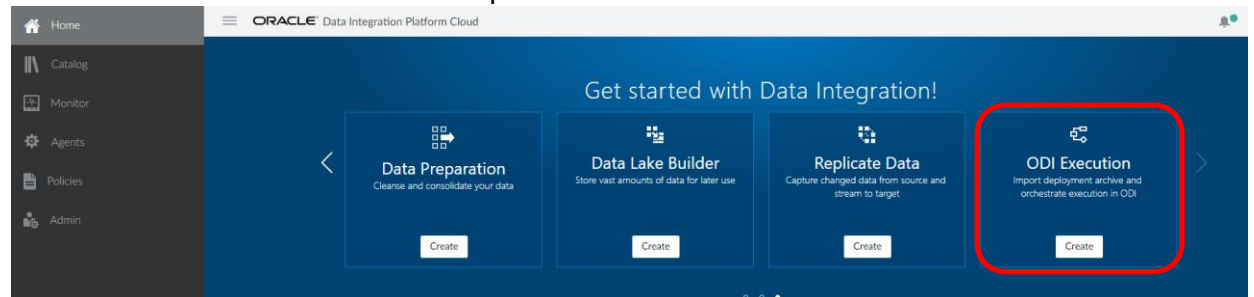 Home
ORACLE® Data Integration Platform Cloud
Catalog
Monitor
Agents
Policies
Admin
Get started with Data Integration!
Data Preparation
Cleanse and consolidate your data
Create
Data Lake Builder
Store vast amounts of data for later use
Create
Replicate Data
Capture changed data from source and
stream to target
Create
ODI Execution
Import deployment archive and
orchestrate execution in ODI
Create